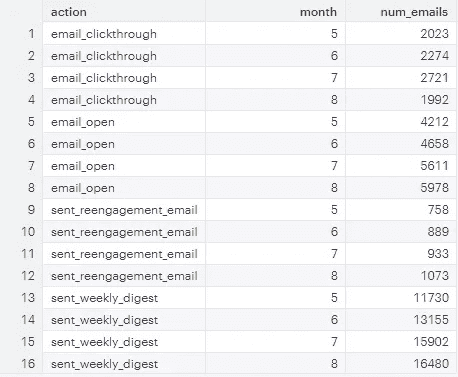 action month num_emails
1 email_clickthrough 5 2023
2 email_clickthrough 6 2274
3 email_clickthrough 7 2721
4 email_clickthrough 8 1992
5 email_open 5 4212
6 email_open 6 4658
7 email_open 7 5611
8 email_open 8 5978
9 sent_reengagement_email 5 758
10 sent_reengagement_email 6 889
11 sent_reengagement_email 7 933
12 sent_reengagement_email 8 1073
13 sent_weekly_digest 5 11730
14 sent_weekly_digest 6 13155
15 sent_weekly_digest 7 15902
16 sent_weekly_digest 8 16480